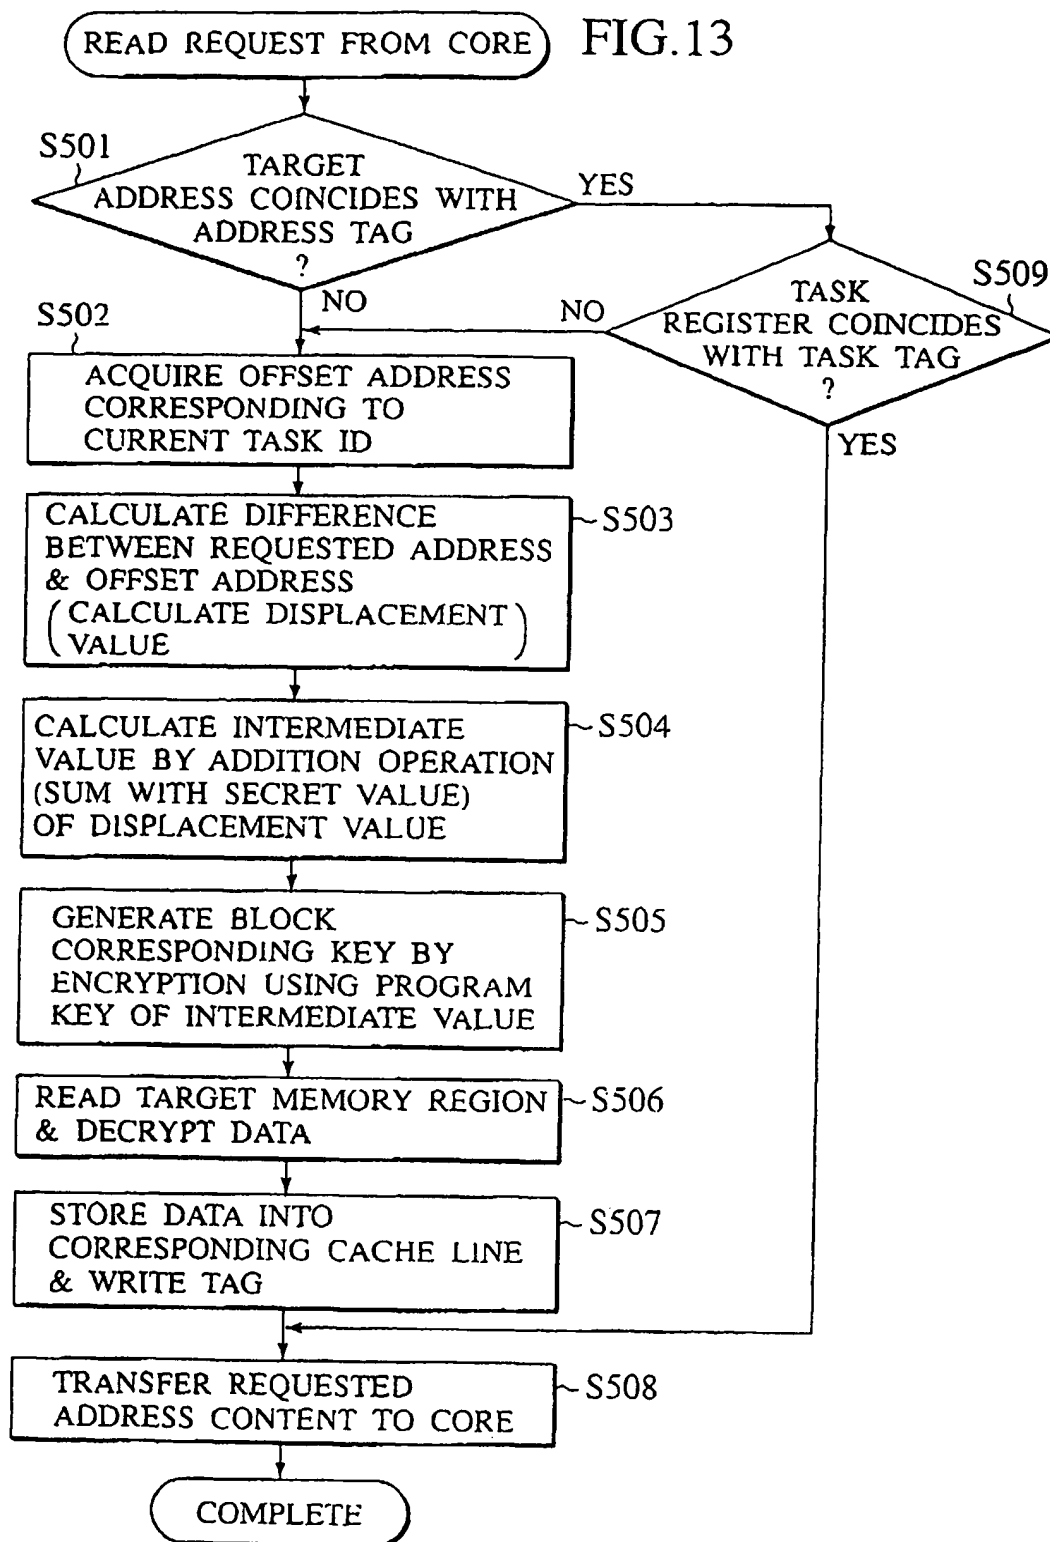 READ REQUEST FROM CORE
FIG.13
S501
TARGET
ADDRESS COINCIDES WITH
ADDRESS TAG
?
YES
NO
S509
TASK
REGISTER COINCIDES
WITH TASK TAG
?
NO
YES
S502
ACQUIRE OFFSET ADDRESS
CORRESPONDING TO
CURRENT TASK ID
CALCULATE DIFFERENCE
BETWEEN REQUESTED ADDRESS
& OFFSET ADDRESS
(CALCULATE DISPLACEMENT
VALUE)
S503
CALCULATE INTERMEDIATE
VALUE BY ADDITION OPERATION
(SUM WITH SECRET VALUE)
OF DISPLACEMENT VALUE
S504
GENERATE BLOCK
CORRESPONDING KEY BY
ENCRYPTION USING PROGRAM
KEY OF INTERMEDIATE VALUE
S505
READ TARGET MEMORY REGION
& DECRYPT DATA
S506
STORE DATA INTO
CORRESPONDING CACHE LINE
& WRITE TAG
S507
TRANSFER REQUESTED
ADDRESS CONTENT TO CORE
S508
COMPLETE